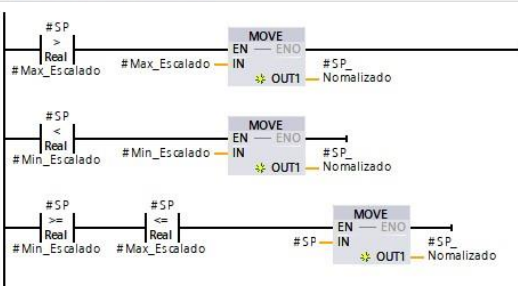 #SP
>
Real
#Max_Escalado
MOVE
EN ENO
#Max_Escalado IN
OUT1
#SP_
Nomalizado
#SP
<
Real
#Min_Escalado
MOVE
EN ENO
#Min_Escalado IN
OUT1
#SP_
Nomalizado
#SP
>=
Real
#Min_Escalado
#SP
<=
Real
#Max_Escalado
MOVE
EN ENO
#SP IN
OUT1
#SP_
Nomalizado